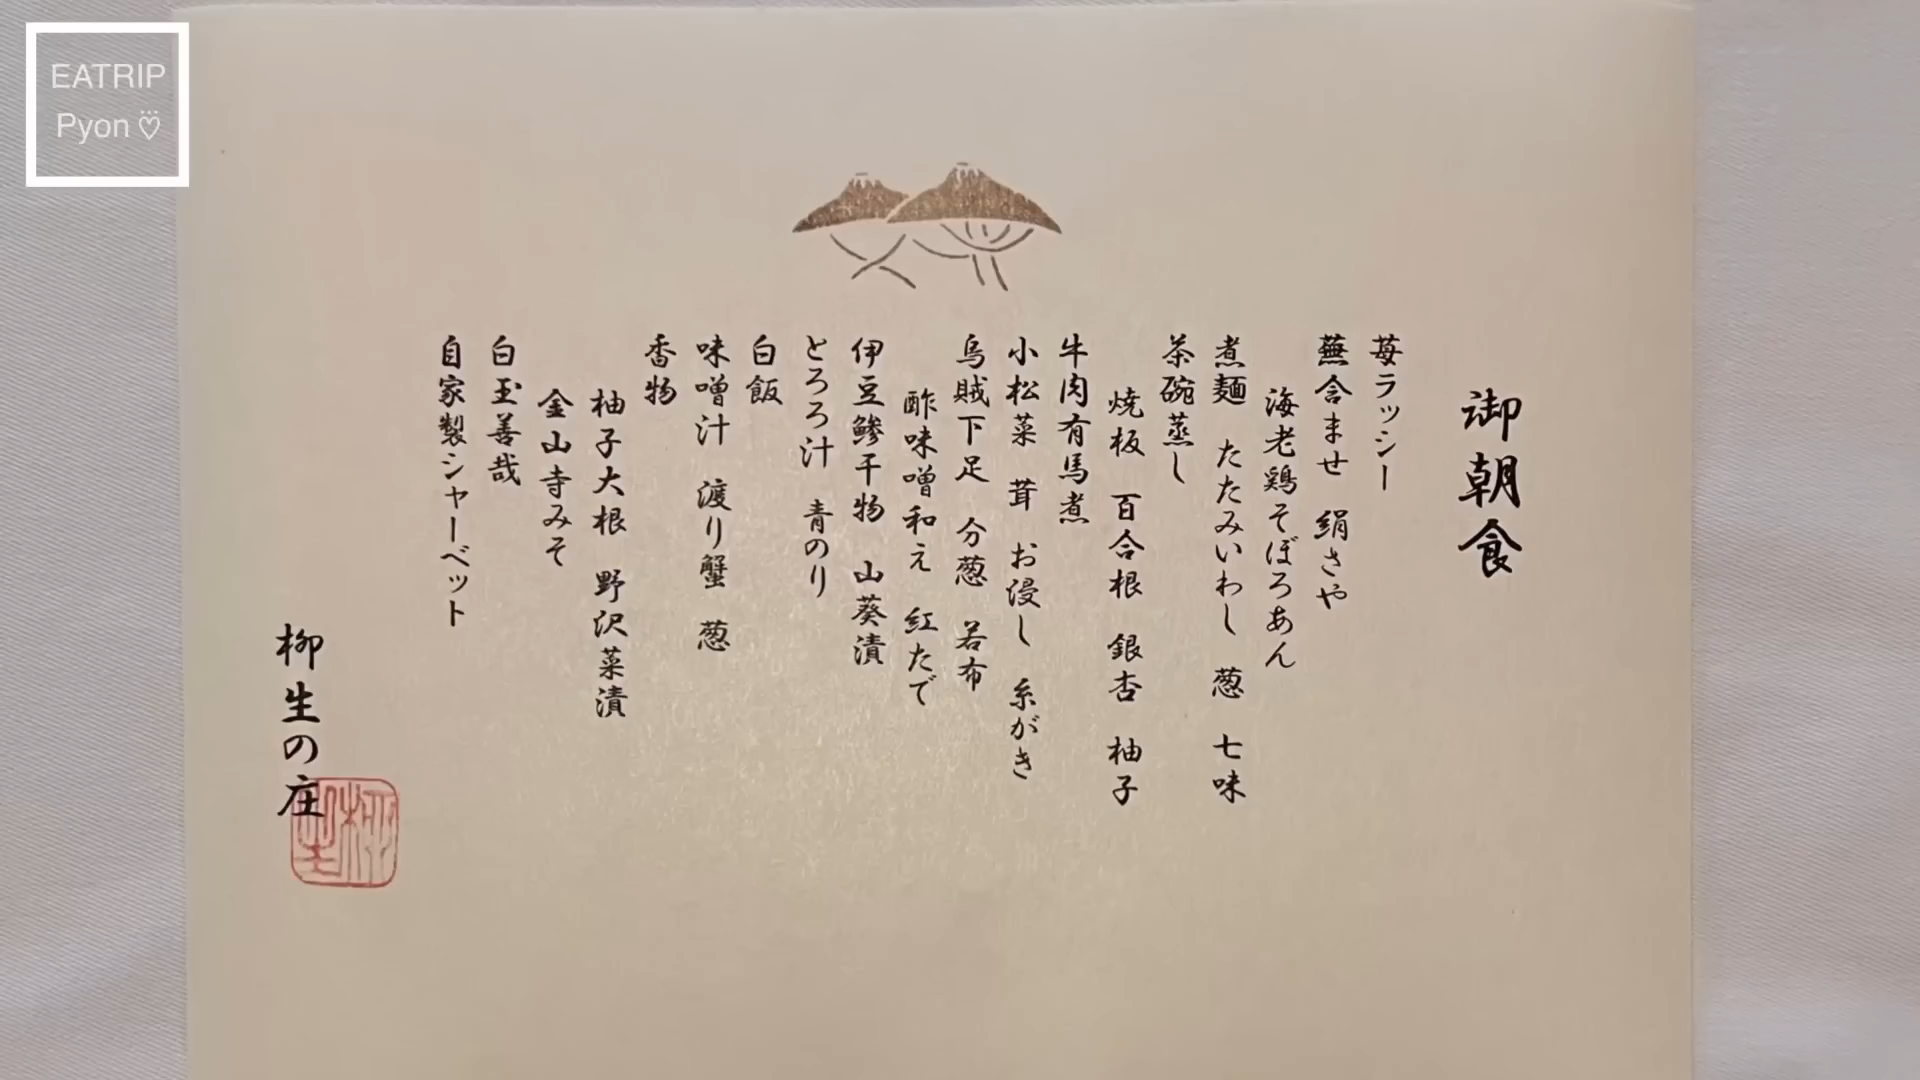 EATRIP
Pyon♡
御朝食
苺ラッシー
蕪含ませ　絹さや
海老鶏そぼろあん
煮麺　たたみいわし　葱　七味
茶碗蒸し
焼板　百合根　銀杏　柚子
牛肉有馬煮
小松菜　茸　お浸し　糸がき
烏賊下足　分葱　若布
酢味噌和え　紅たで
伊豆鯵干物　山葵漬
とろろ汁　青のり
白飯
味噌汁　渡り蟹　葱
香物
柚子大根　野沢菜漬
金山寺みそ
白玉善哉
自家製シャーベット
柳生の庄
柳生